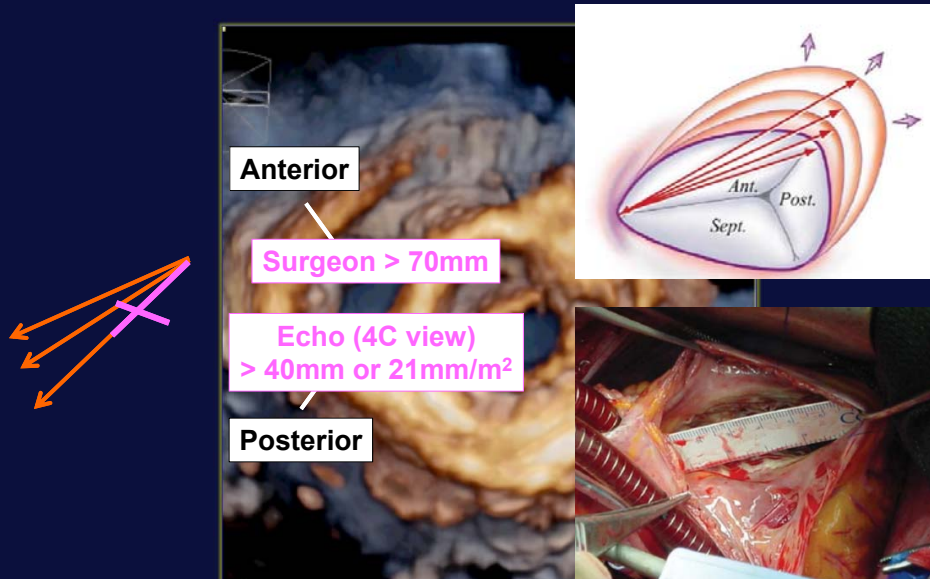 Anterior
Surgeon > 70mm
Echo (4C view)
> 40mm or 21mm/m²
Posterior
Ant.
Post.
Sept.